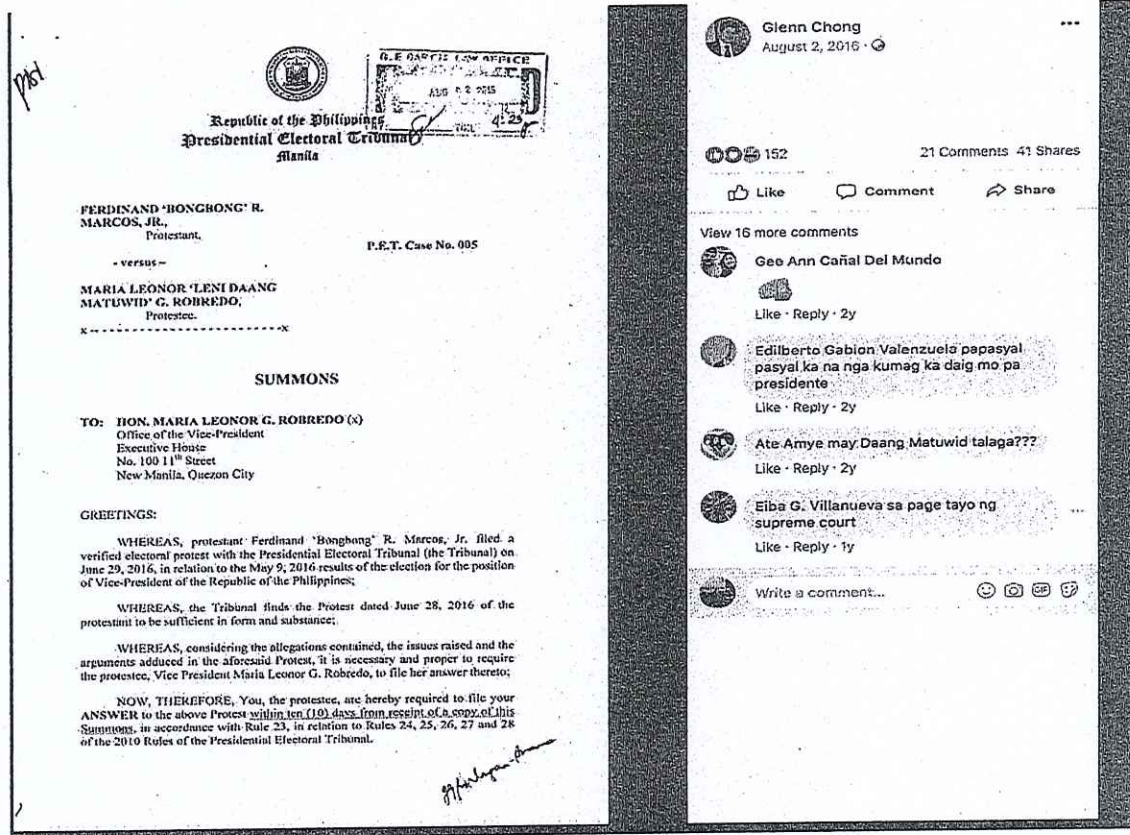 G.E GARCIA LAW OFFICE
AUG 02 2016
4:25
Republic of the Philippines
Presidential Electoral Tribunal
Manila
FERDINAND 'BONGBONG' R.
MARCOS, JR.,
Protestant,
P.E.T. Case No. 005
- versus –
MARIA LEONOR 'LENI DAANG
MATUWID' G. ROBREDO,
Protestee.
x - - - - - - - - - - - - - - - - - - - - - - - - - - -x
SUMMONS
TO: HON. MARIA LEONOR G. ROBREDO (x)
Office of the Vice-President
Executive House
No. 100 11th Street
New Manila, Quezon City
GREETINGS:
WHEREAS, protestant Ferdinand 'Bongbong' R. Marcos, Jr. filed a
verified electoral protest with the Presidential Electoral Tribunal (the Tribunal) on
June 29, 2016, in relation to the May 9, 2016 results of the election for the position
of Vice-President of the Republic of the Philippines;
WHEREAS, the Tribunal finds the Protest dated June 28, 2016 of the
protestant to be sufficient in form and substance;
WHEREAS, considering the allegations contained, the issues raised and the
arguments adduced in the aforesaid Protest, it is necessary and proper to require
the protestee, Vice President Maria Leonor G. Robredo, to file her answer thereto;
NOW, THEREFORE, You, the protestee, are hereby required to file your
ANSWER to the above Protest within ten (10) days from receipt of a copy of this
Summons, in accordance with Rule 23, in relation to Rules 24, 25, 26, 27 and 28
of the 2010 Rules of the Presidential Electoral Tribunal.
Glenn Chong
August 2, 2016 ·
152
21 Comments 41 Shares
Like Comment Share
View 16 more comments
Gee Ann Cañal Del Mundo
Like · Reply · 2y
Edilberto Gabion Valenzuela papasyal
pasyal ka na nga kumag ka daig mo pa
presidente
Like · Reply · 2y
Ate Amye may Daang Matuwid talaga???
Like · Reply · 2y
Eiba G. Villanueva sa page tayo ng
supreme court
Like · Reply · 1y
Write a comment...
GIF